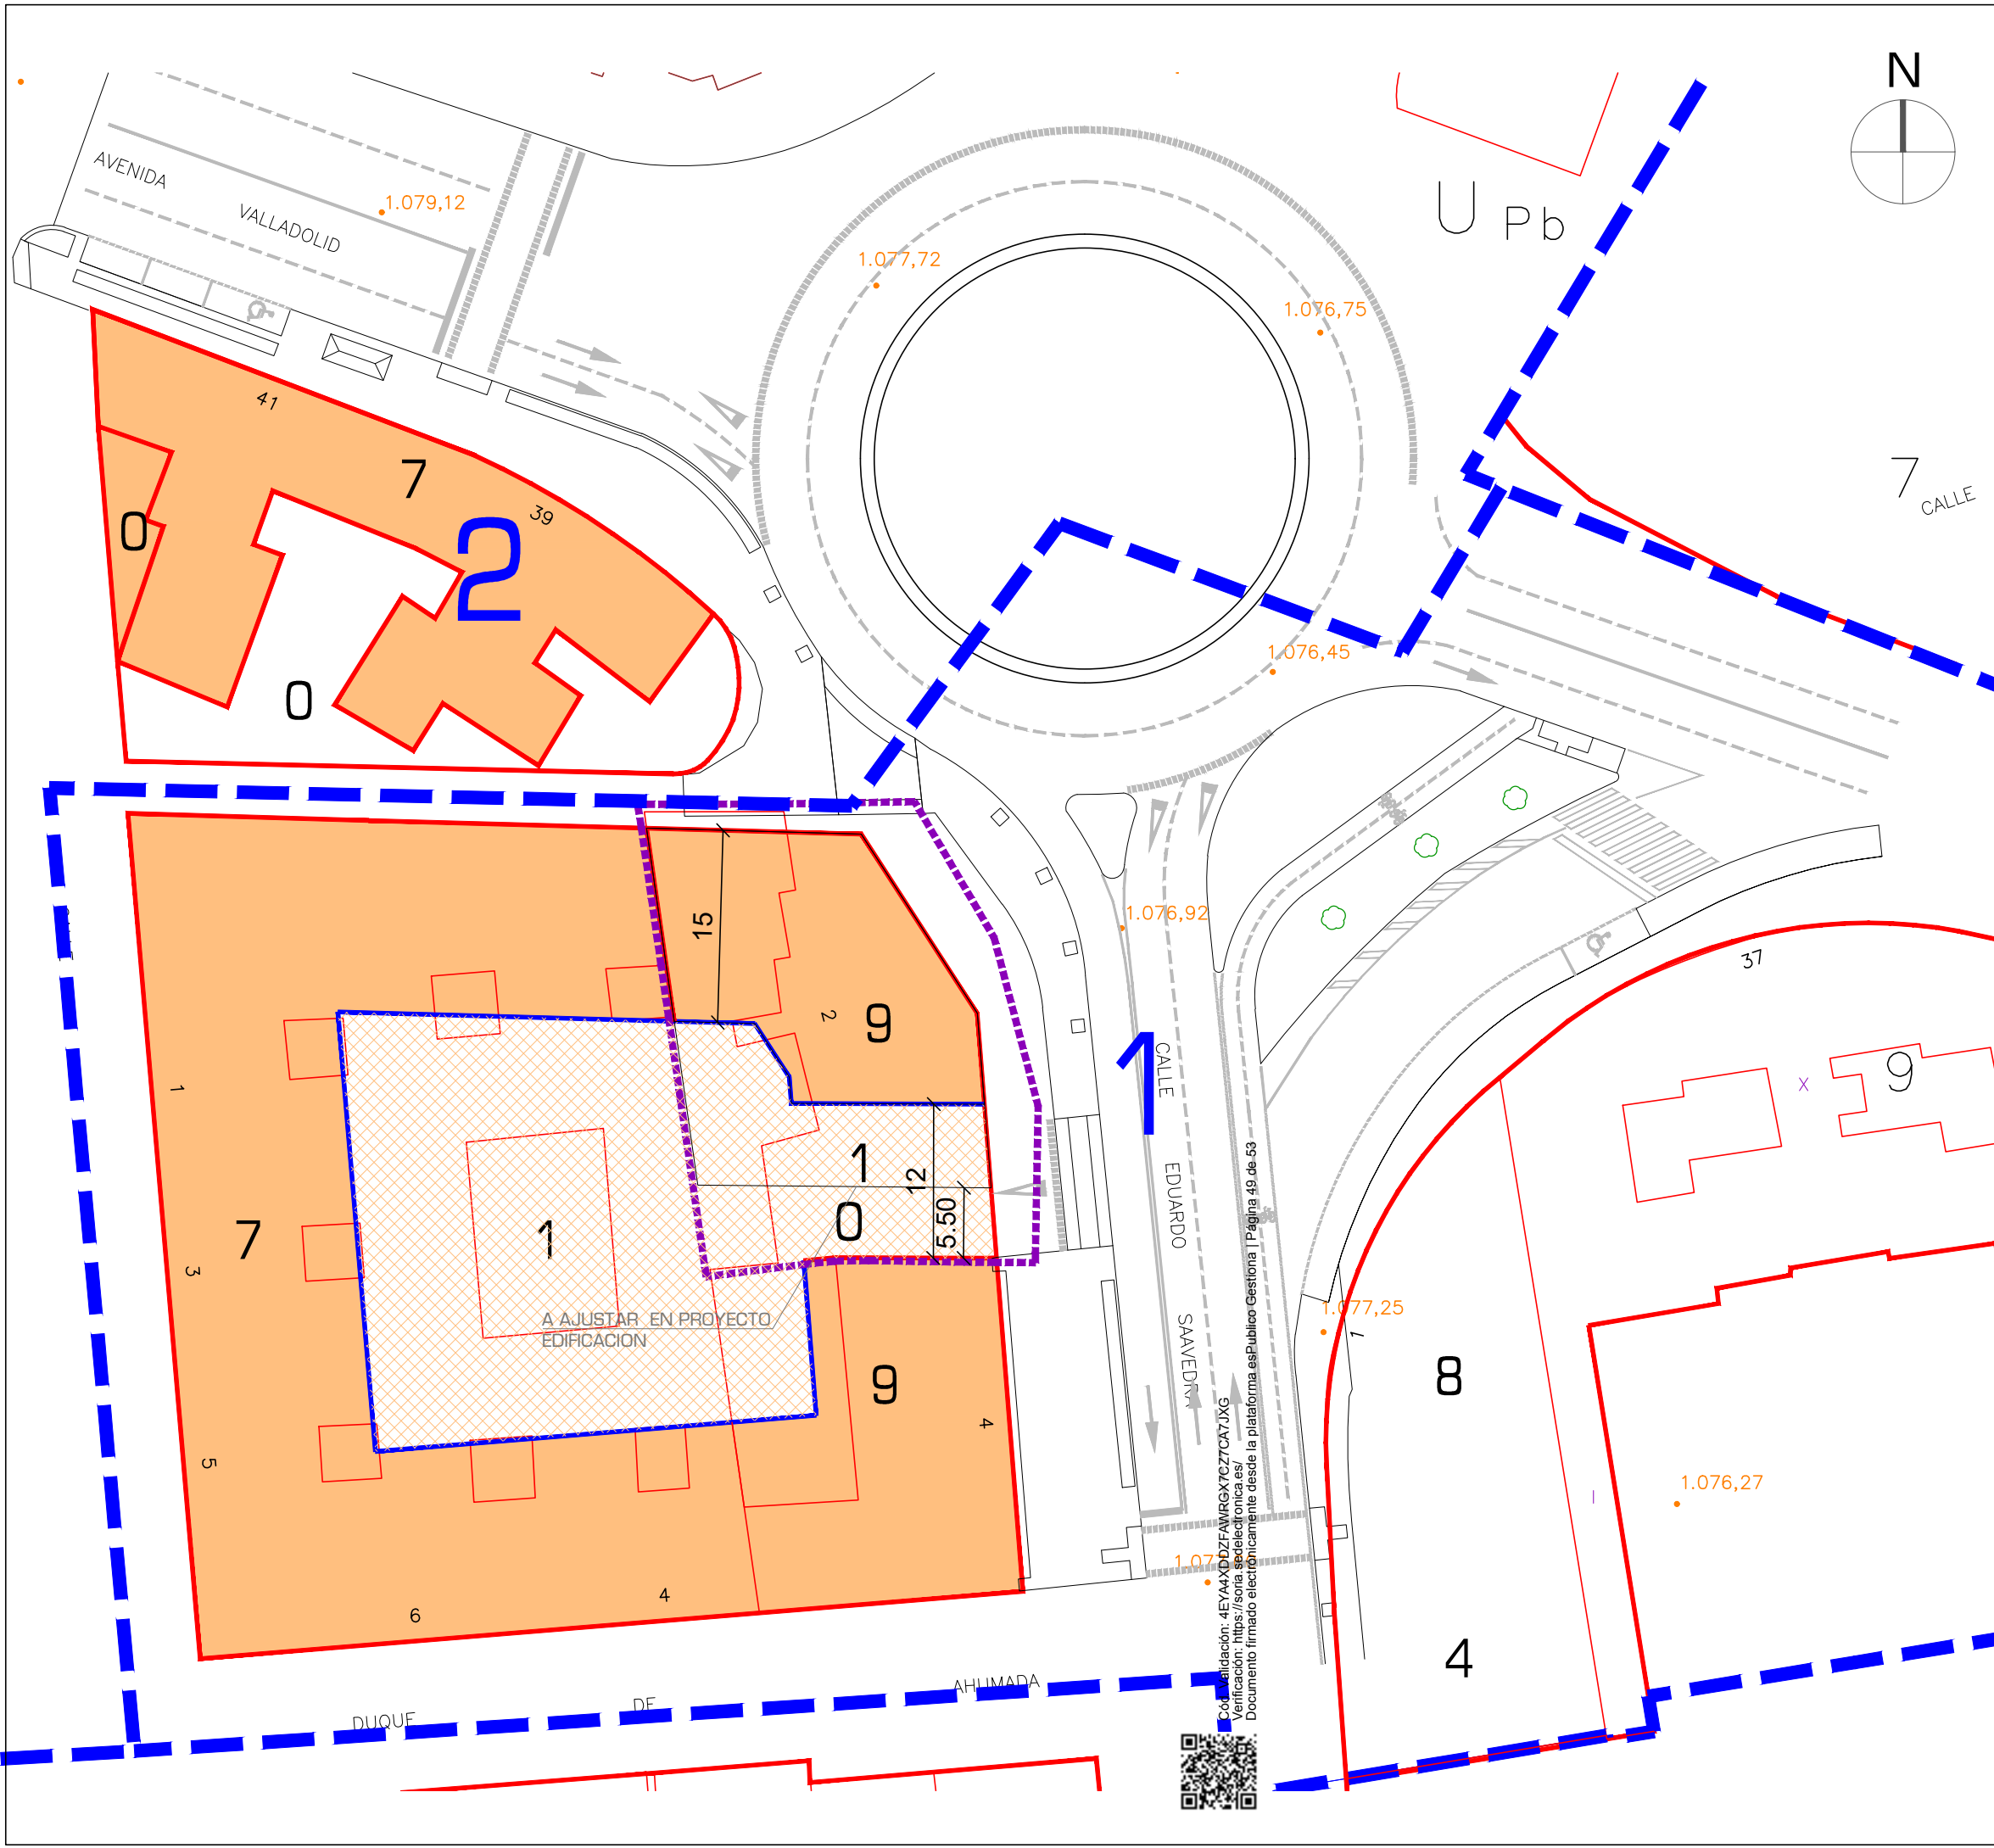 N
AVENIDA
VALLADOLID
1.079,12
1.077,72
1.076,75
U Pb
7
CALLE
41
7
39
0
2
0
1.076,45
1.076,92
15
2
9
37
9
X
1
CALLE
EDUARDO
SAAVEDRA
1
12
0
5.50
7
1
1
3
5
A AJUSTAR EN PROYECTO
EDIFICACION
9
4
6
4
1.077,25
1
8
I
1.076,27
4
DUQUE
DE
AHUMADA
Cód. Validación: 4EYA4XDDZFAWRGX7CZ7CA7JXG
Verificación: https://soria.sedelectronica.es/
Documento firmado electrónicamente desde la plataforma esPublico Gestiona | Página 49 de 53